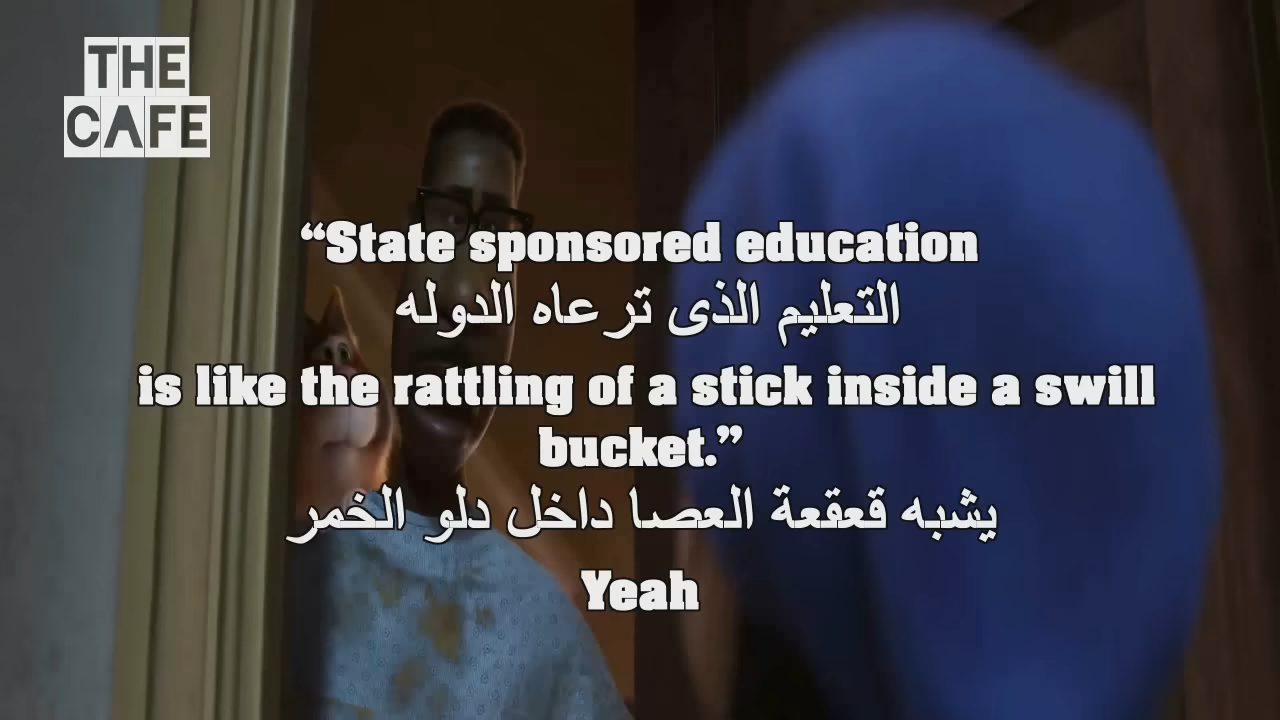 THE
CAFE
“State sponsored education
التعليم الذى ترعاه الدوله
is like the rattling of a stick inside a swill
bucket.”
يشبه قعقعة العصا داخل دلو الخمر
Yeah